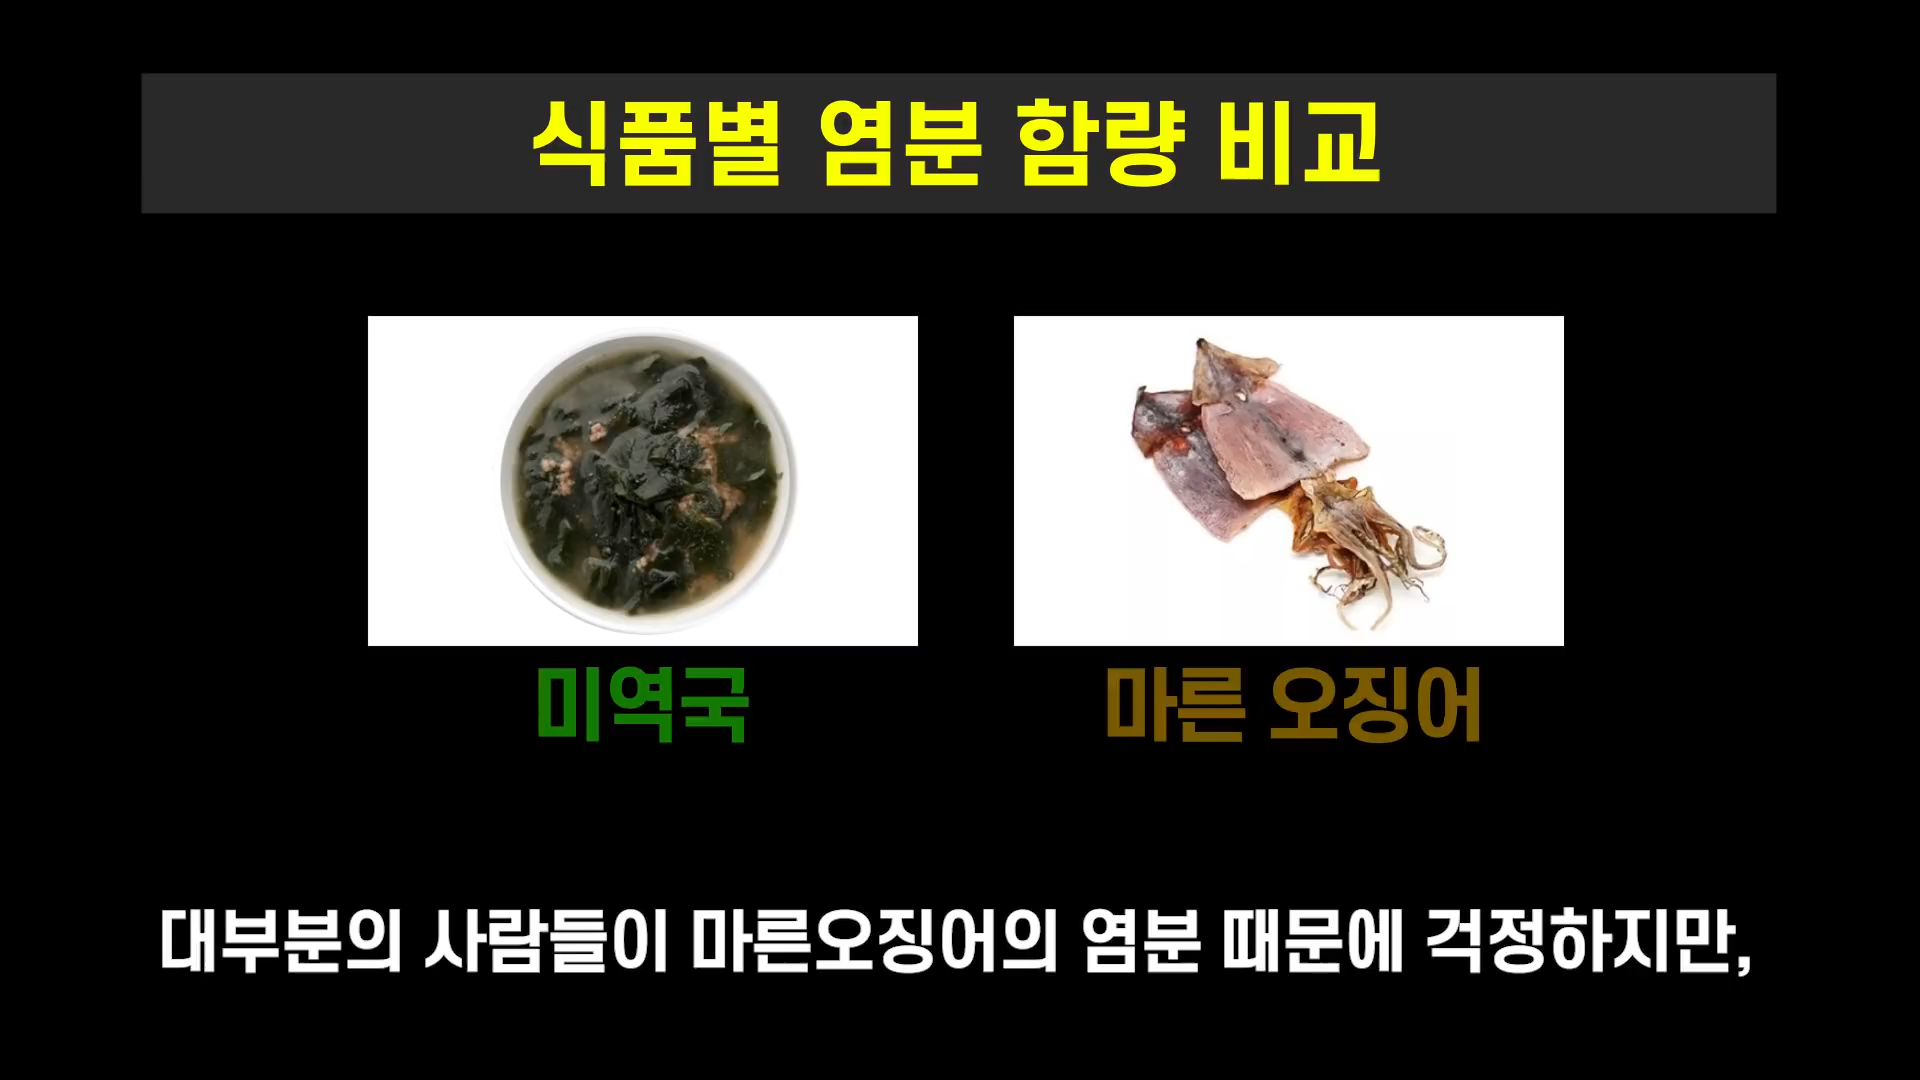 식품별 염분 함량 비교
미역국
마른 오징어
대부분의 사람들이 마른오징어의 염분 때문에 걱정하지만,